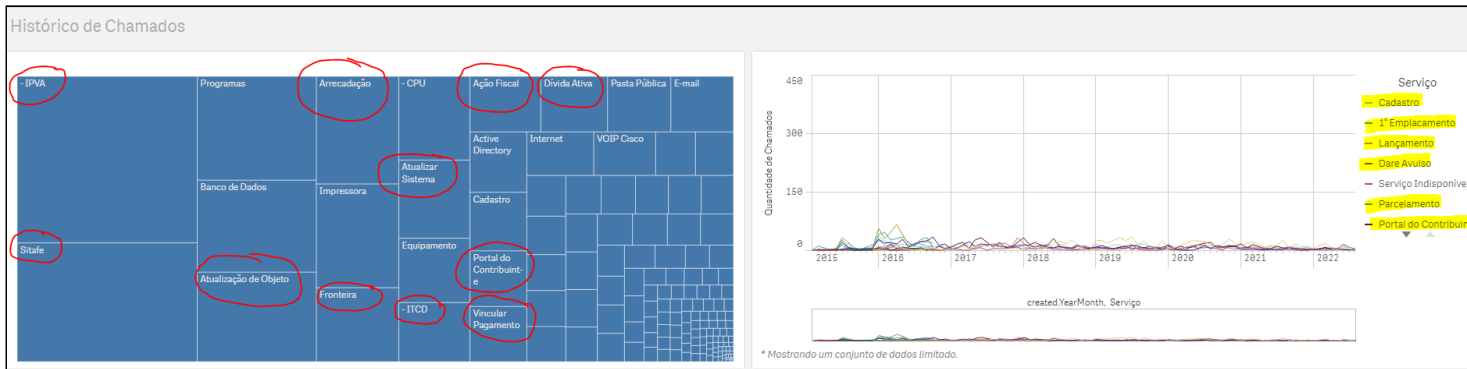 Histórico de Chamados
- IPVA
Programas
Arrecadação
- CPU
Ação Fiscal
Dívida Ativa
Pasta Pública
E-mail
Active
Directory
Internet
VOIP Cisco
Atualizar
Sistema
Banco de Dados
Impressora
Cadastro
Sitafe
Equipamento
Portal do
Contribuint-
e
Atualização de Objeto
Fronteira
- ITCD
Vincular
Pagamento
Quantidade de Chamados
450
300
150
0
2015 2016 2017 2018 2019 2020 2021 2022
created.YearMonth, Serviço
* Mostrando um conjunto de dados limitado.
Serviço
Cadastro
1° Emplacamento
Lançamento
Dare Avulso
Serviço Indisponíve
Parcelamento
Portal do Contribuin